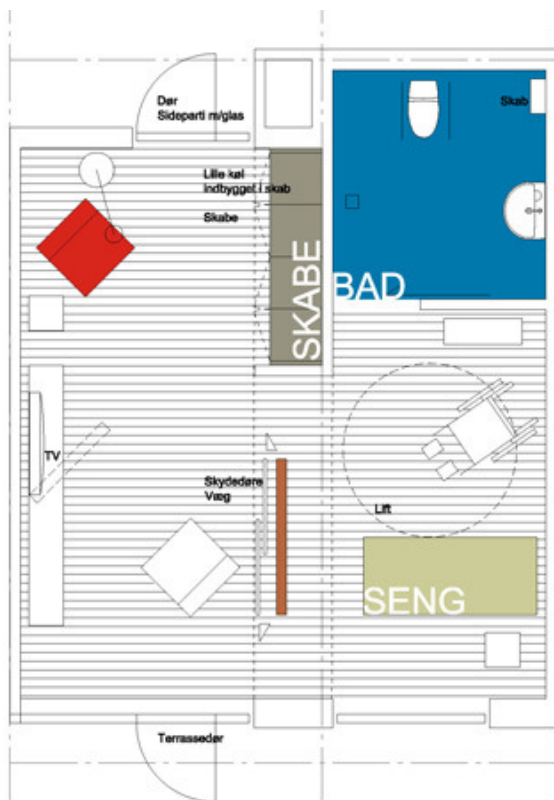 Dør
Sideparti m/glas
Skab
Lille køl
indbygget i skab
Skabe
SKABE
BAD
TV
Skydedøre
Væg
Lift
SENG
Terrassedør